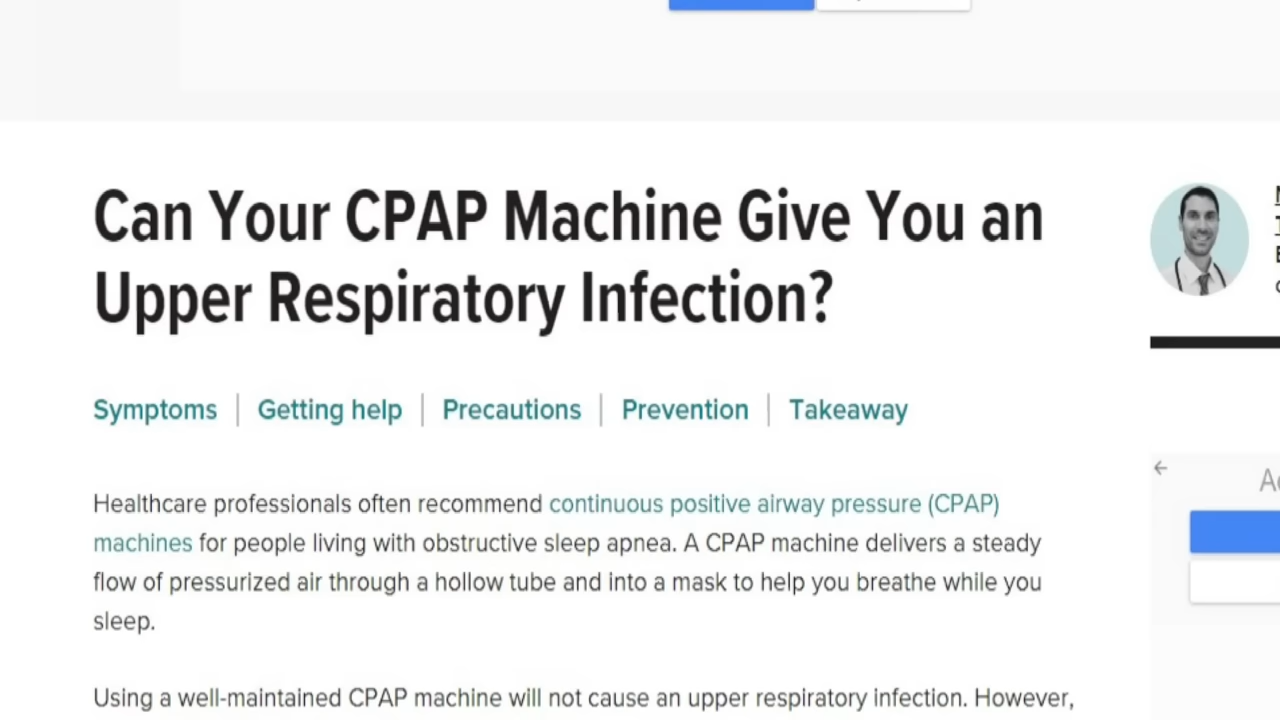 Can Your CPAP Machine Give You an
Upper Respiratory Infection?
Symptoms | Getting help | Precautions | Prevention | Takeaway
Healthcare professionals often recommend continuous positive airway pressure (CPAP)
machines for people living with obstructive sleep apnea. A CPAP machine delivers a steady
flow of pressurized air through a hollow tube and into a mask to help you breathe while you
sleep.
Using a well-maintained CPAP machine will not cause an upper respiratory infection. However,